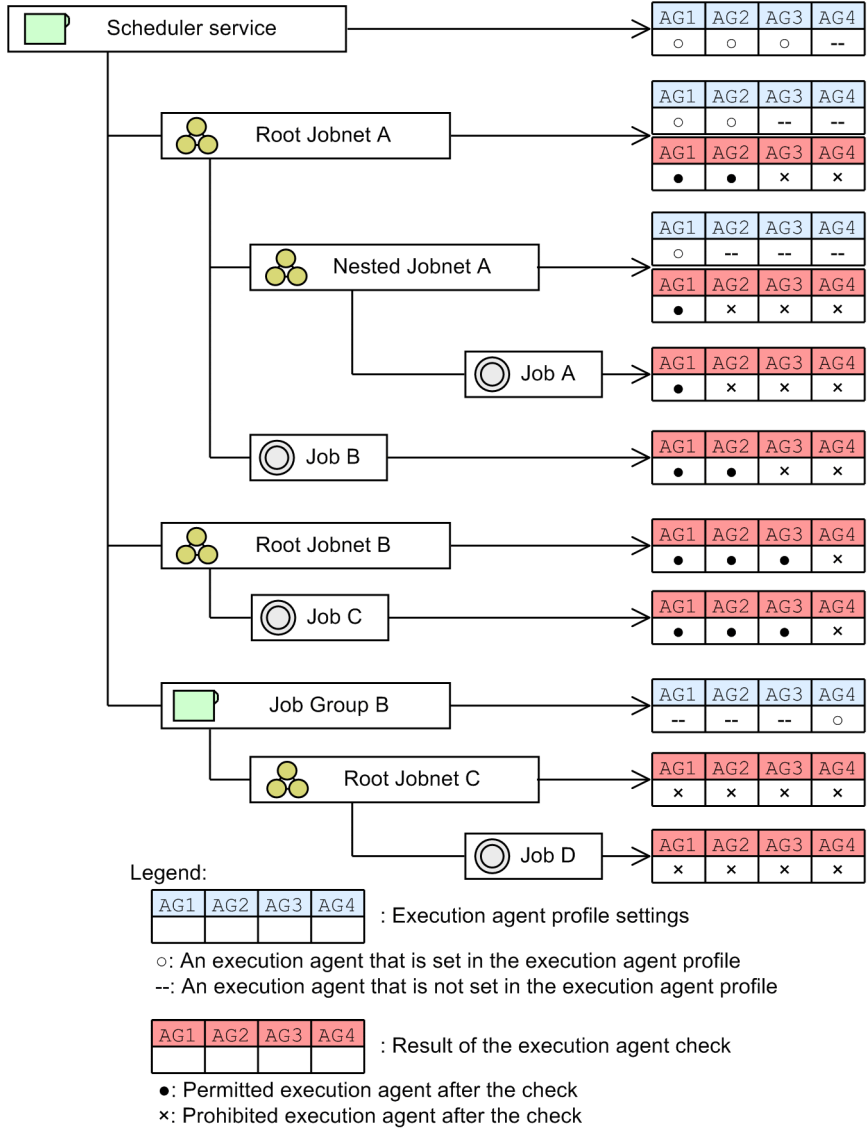 Scheduler service
AG1 AG2 AG3 AG4
○ ○ ○ --
Root Jobnet A
AG1 AG2 AG3 AG4
○ ○ -- --
AG1 AG2 AG3 AG4
● ● × ×
Nested Jobnet A
AG1 AG2 AG3 AG4
○ -- -- --
AG1 AG2 AG3 AG4
● × × ×
Job A
AG1 AG2 AG3 AG4
● × × ×
Job B
AG1 AG2 AG3 AG4
● ● × ×
Root Jobnet B
AG1 AG2 AG3 AG4
● ● ● ×
Job C
AG1 AG2 AG3 AG4
● ● ● ×
Job Group B
AG1 AG2 AG3 AG4
-- -- -- ○
Root Jobnet C
AG1 AG2 AG3 AG4
× × × ×
Job D
AG1 AG2 AG3 AG4
× × × ×
Legend:
AG1 AG2 AG3 AG4
: Execution agent profile settings
○: An execution agent that is set in the execution agent profile
--: An execution agent that is not set in the execution agent profile
AG1 AG2 AG3 AG4
: Result of the execution agent check
●: Permitted execution agent after the check
×: Prohibited execution agent after the check